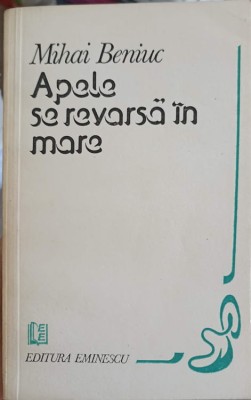 Mihai Beniuc
Apele
se revarsă în
mare
EDITURA EMINESCU